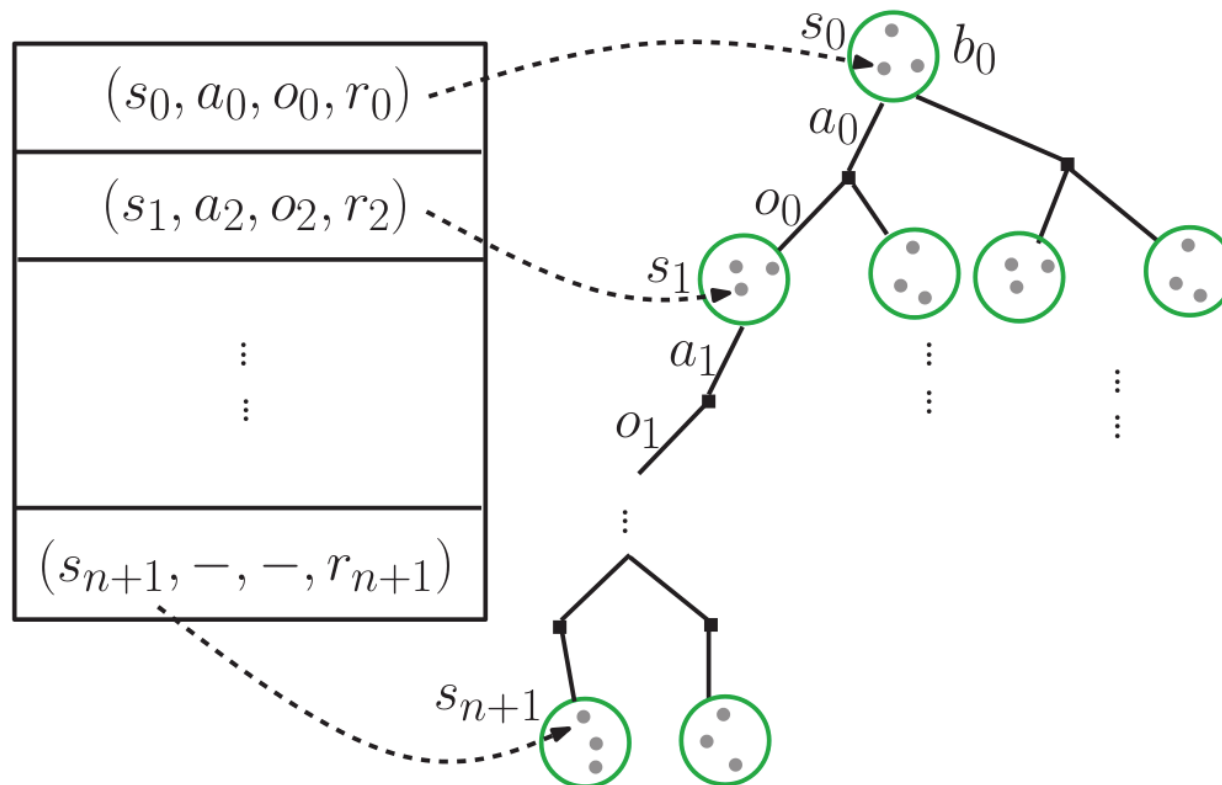 (s₀, a₀, o₀, r₀)
(s₁, a₂, o₂, r₂)
⋮
⋮
(sₙ₊₁, −, −, rₙ₊₁)
s₀
b₀
a₀
o₀
s₁
a₁
o₁
⋮
⋮
⋮
⋮
⋮
sₙ₊₁